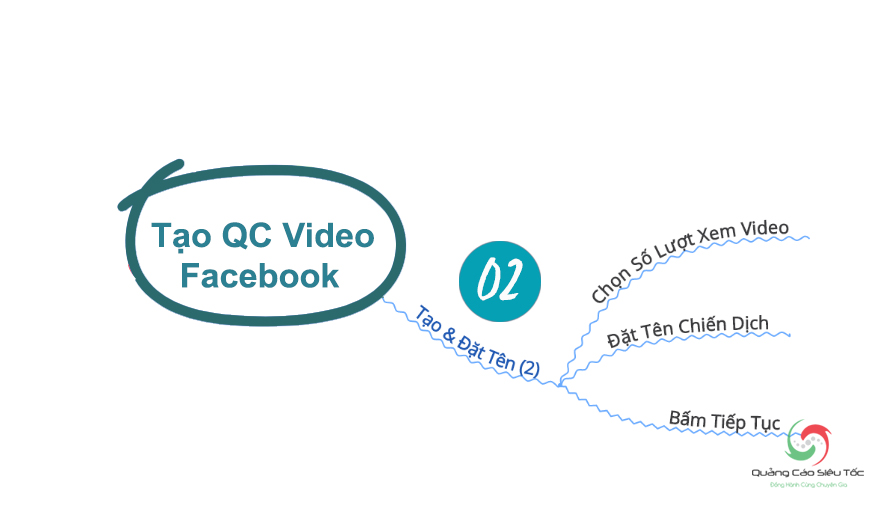 Tạo QC Video
Facebook
02
Tạo & Đặt Tên (2)
Chọn Số Lượt Xem Video
Đặt Tên Chiến Dịch
Bấm Tiếp Tục
Quảng Cáo Siêu Tốc
Đồng Hành Cùng Chuyên Gia